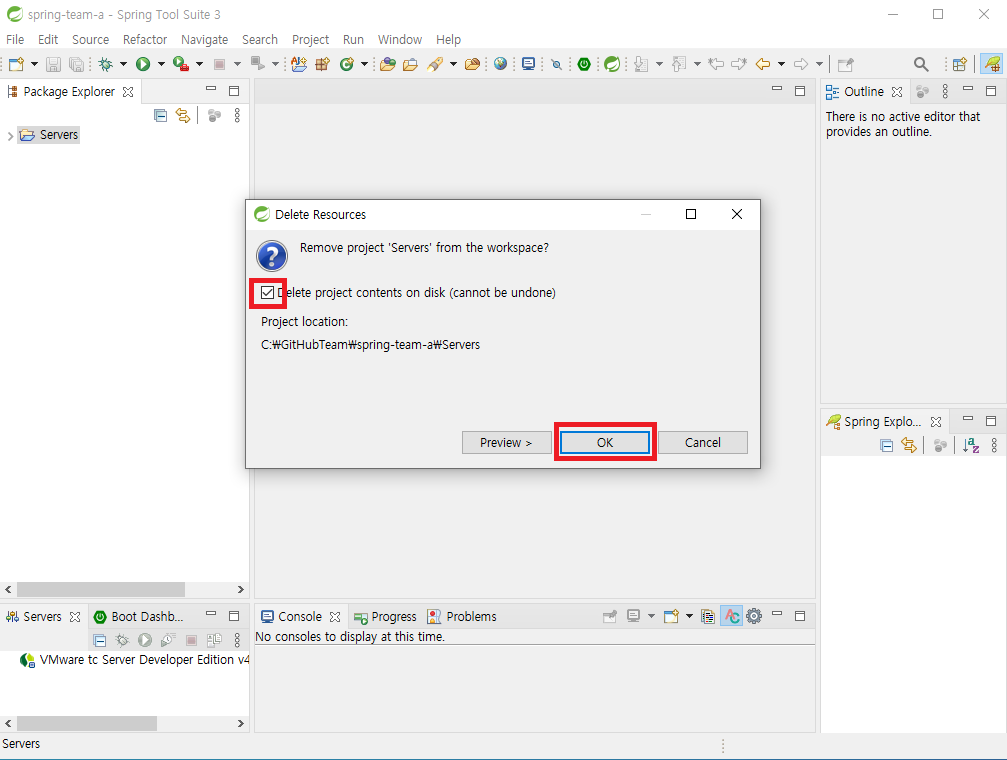 spring-team-a - Spring Tool Suite 3
File Edit Source Refactor Navigate Search Project Run Window Help
Package Explorer
Servers
Outline
There is no active editor that
provides an outline.
Delete Resources
Remove project 'Servers' from the workspace?
Delete project contents on disk (cannot be undone)
Project location:
C:₩GitHubTeam₩spring-team-a₩Servers
Preview >
OK
Cancel
Spring Explo...
Servers
Boot Dashb...
VMware tc Server Developer Edition v4
Console
Progress
Problems
No consoles to display at this time.
Servers